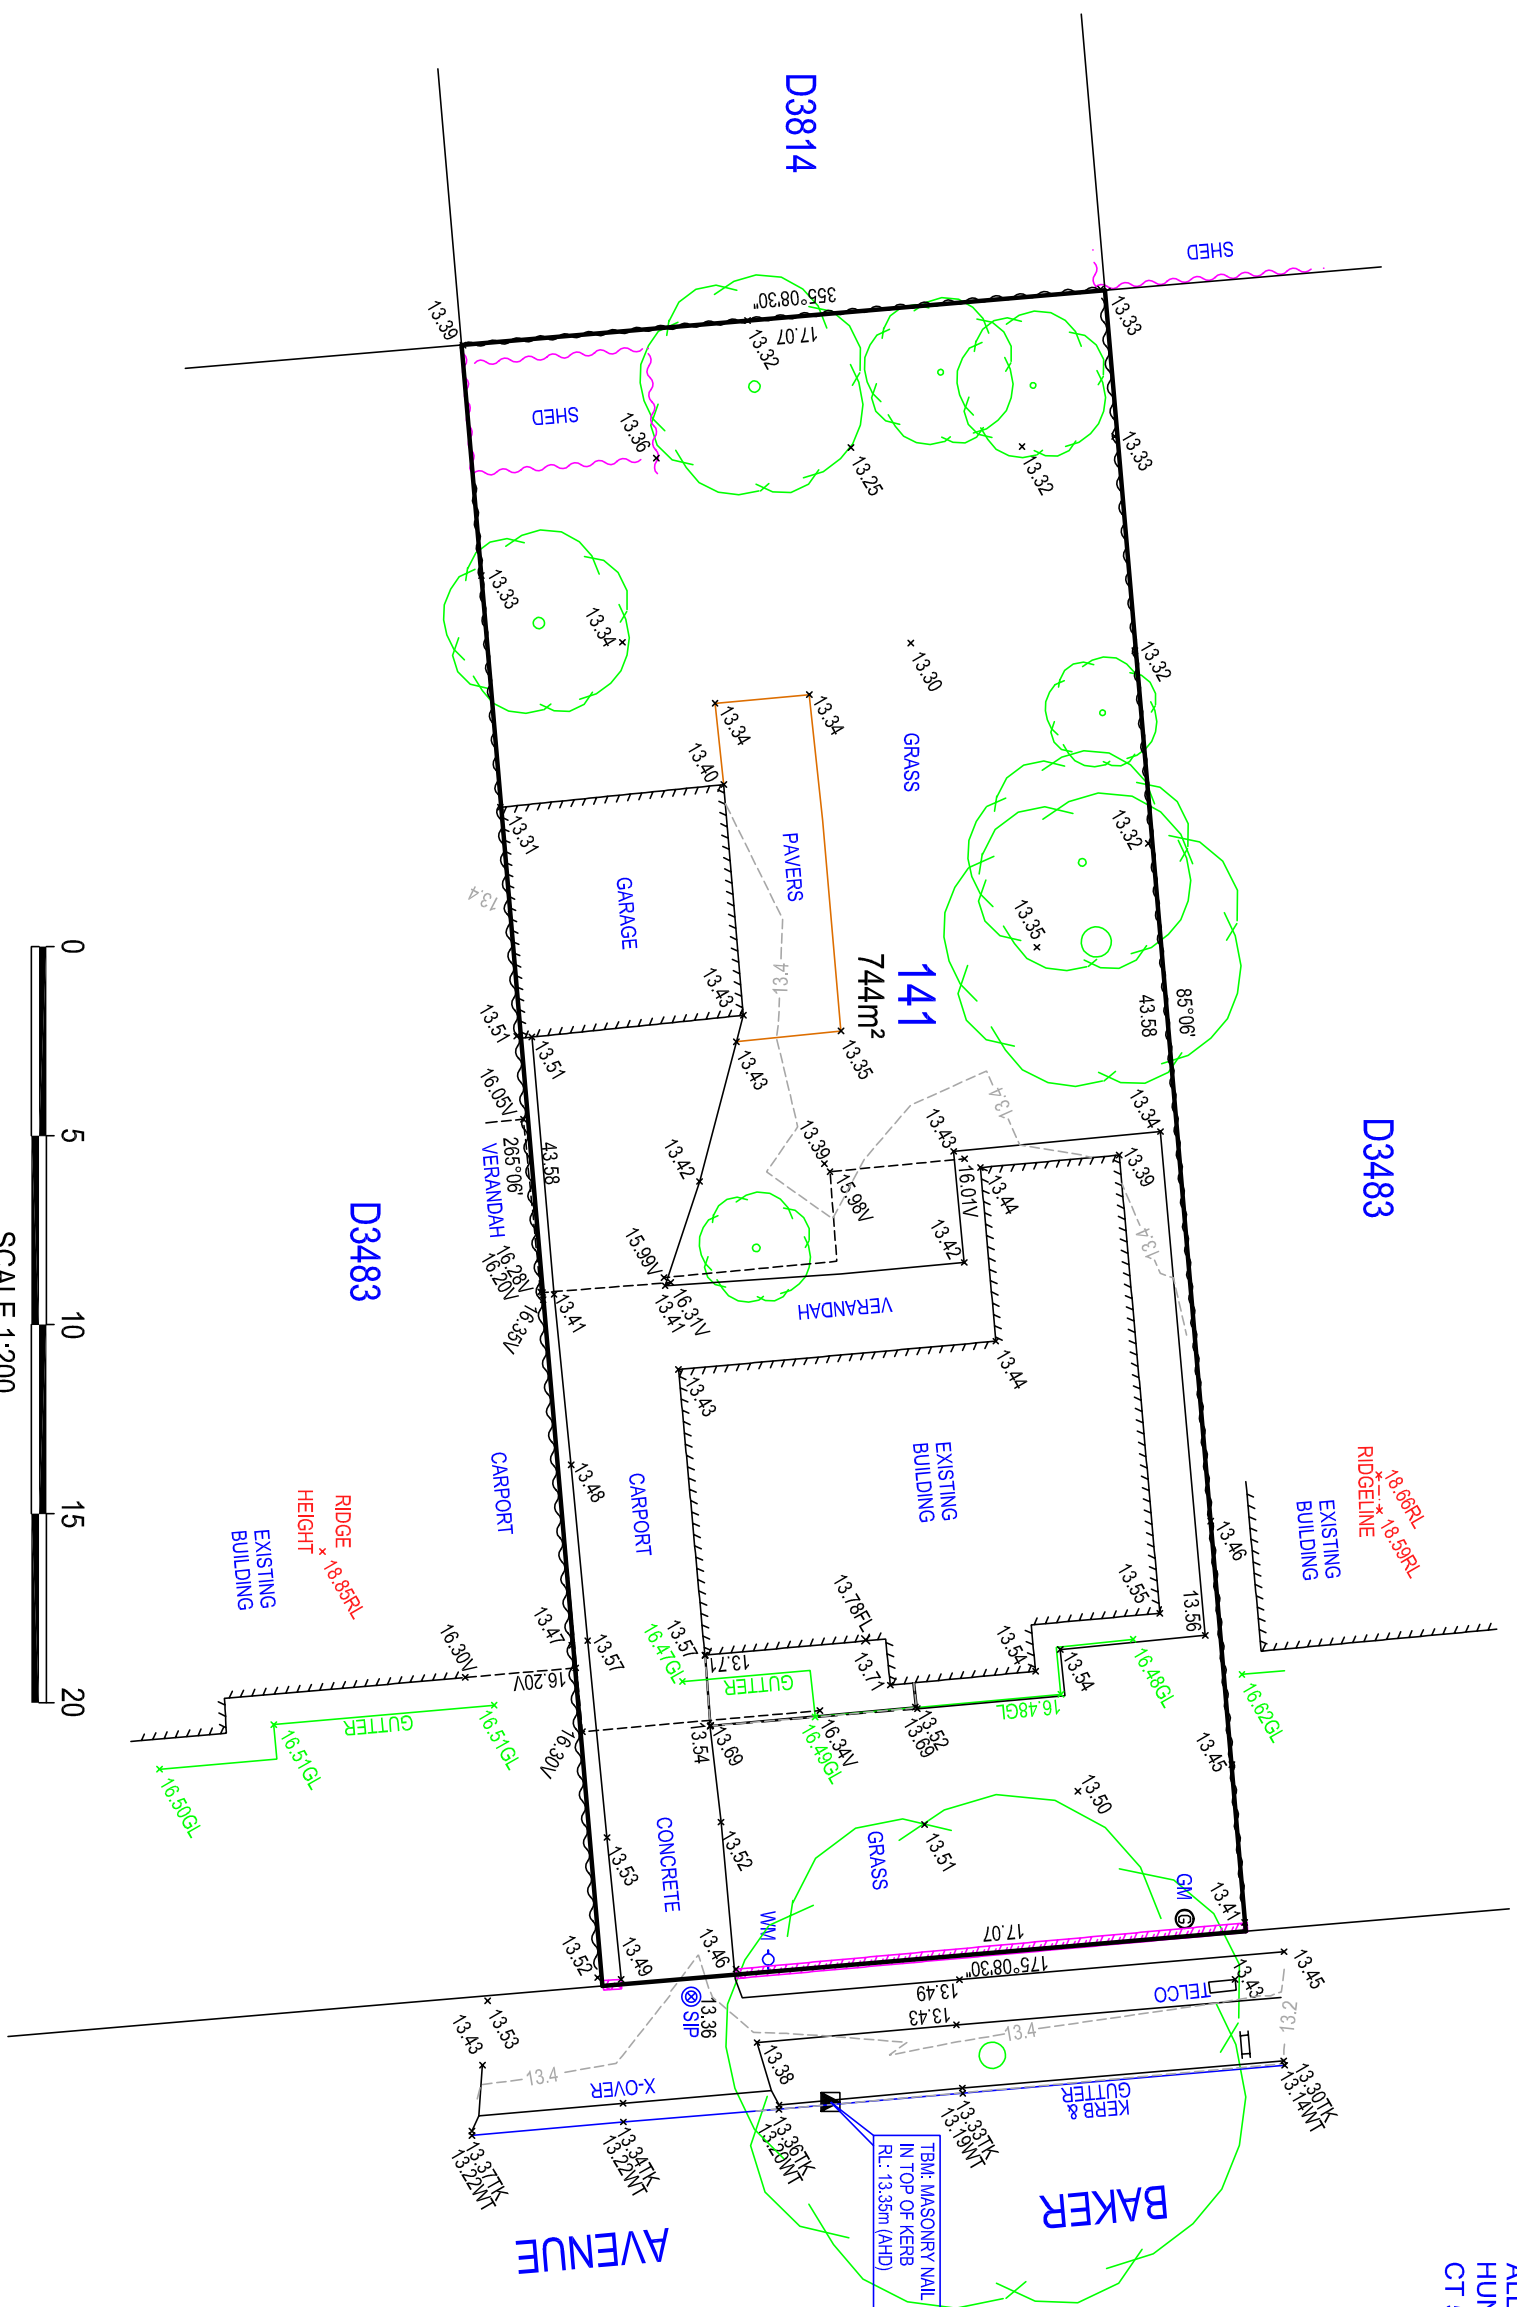 D3814
SHED
13.39
355°08'30"
17.07
13.32
13.33
SHED
13.36
13.25
13.32
13.33
13.33
13.34
13.30
13.32
13.34
13.34
13.40
GRASS
PAVERS
13.31
GARAGE
13.4
13.32
13.35
141
744m²
85°06'
43.58
13.43
13.4
13.51
13.51
13.43
13.35
16.05V
VERANDAH
265°06'
43.58
13.42
13.39
15.98V
13.43
16.01V
13.44
13.4
13.34
13.39
D3483
D3483
13.4
13.42
15.99V
16.31V
13.41
VERANDAH
16.28V
16.20V
16.35V
13.41
13.43
13.44
CARPORT
13.48
CARPORT
EXISTING
BUILDING
18.66RL
18.59RL
RIDGELINE
EXISTING
BUILDING
RIDGE
HEIGHT
18.85RL
EXISTING
BUILDING
13.46
13.55
13.56
13.47
13.57
16.30V
16.20V
16.47GL
13.57
13.71
13.78FL
13.71
13.54
13.54
16.48GL
16.62GL
GUTTER
16.48GL
GUTTER
16.51GL
16.51GL
16.50GL
16.30V
13.54
13.69
16.34V
16.49GL
13.52
13.69
13.45
13.50
13.51
GRASS
13.52
CONCRETE
13.53
GM
G
13.41
WM
17.07
175°08'30"
13.46
13.49
13.52
13.53
13.43
SIP
13.36
13.49
13.43
TELCO
13.43
13.45
13.2
13.4
13.4
13.38
X-OVER
KERB &
GUTTER
13.30TK
13.14WT
13.33TK
13.19WT
13.36TK
13.20WT
13.34TK
13.22WT
13.37TK
13.22WT
TBM: MASONRY NAIL
IN TOP OF KERB
RL: 13.35m (AHD)
BAKER
AVENUE
0
5
10
15
20
SCALE 1:200
CT